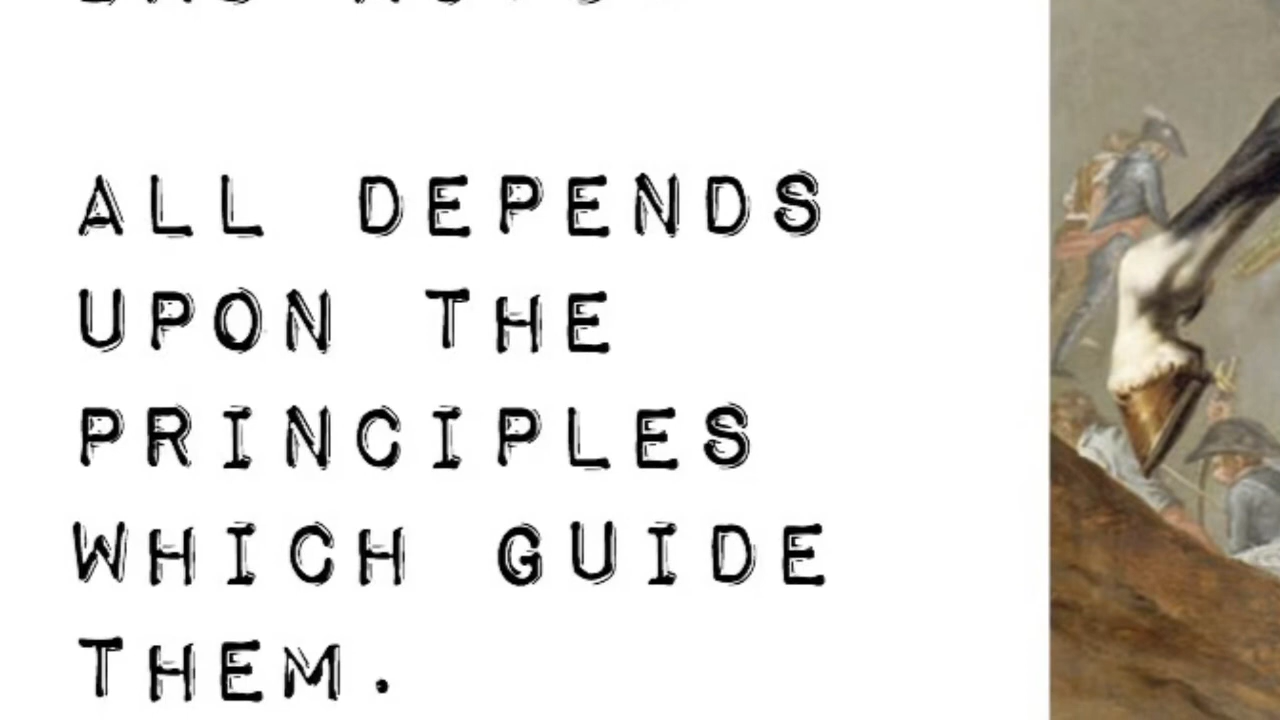 ALL DEPENDS
UPON THE
PRINCIPLES
WHICH GUIDE
THEM.